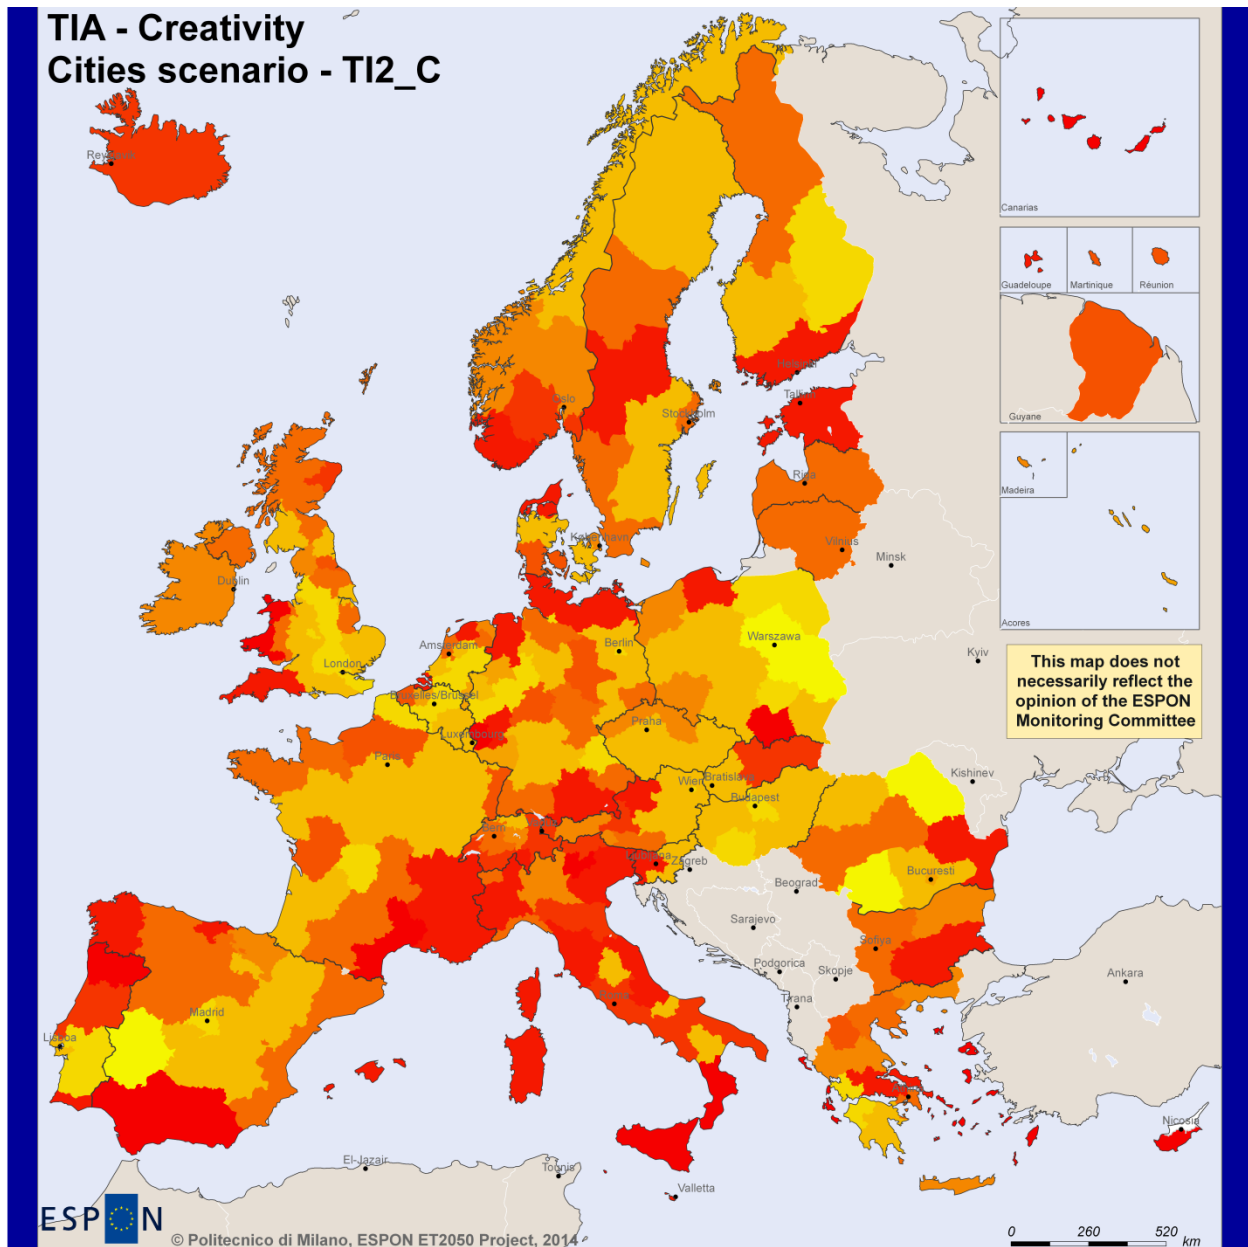 TIA - Creativity
Cities scenario - TI2_C
Reykjavik
Canarias
Guadeloupe
Martinique
Réunion
Guyane
Madeira
Acores
This map does not
necessarily reflect the
opinion of the ESPON
Monitoring Committee
Oslo
Helsinki
Tallinn
Stockholm
Riga
København
Vilnius
Minsk
Dublin
Amsterdam
Berlin
Warszawa
Kyiv
London
Bruxelles/Brüssel
Luxembourg
Praha
Paris
Wien
Bratislava
Kishinev
Budapest
Bern
Ljubljana
Zagreb
Bucuresti
Beograd
Sarajevo
Sofiya
Podgorica
Skopje
Ankara
Roma
Tirana
Madrid
Lisboa
Nicosia
El-Jazair
Tounis
Valletta
ESPON
© Politecnico di Milano, ESPON ET2050 Project, 2014
0 260 520
km